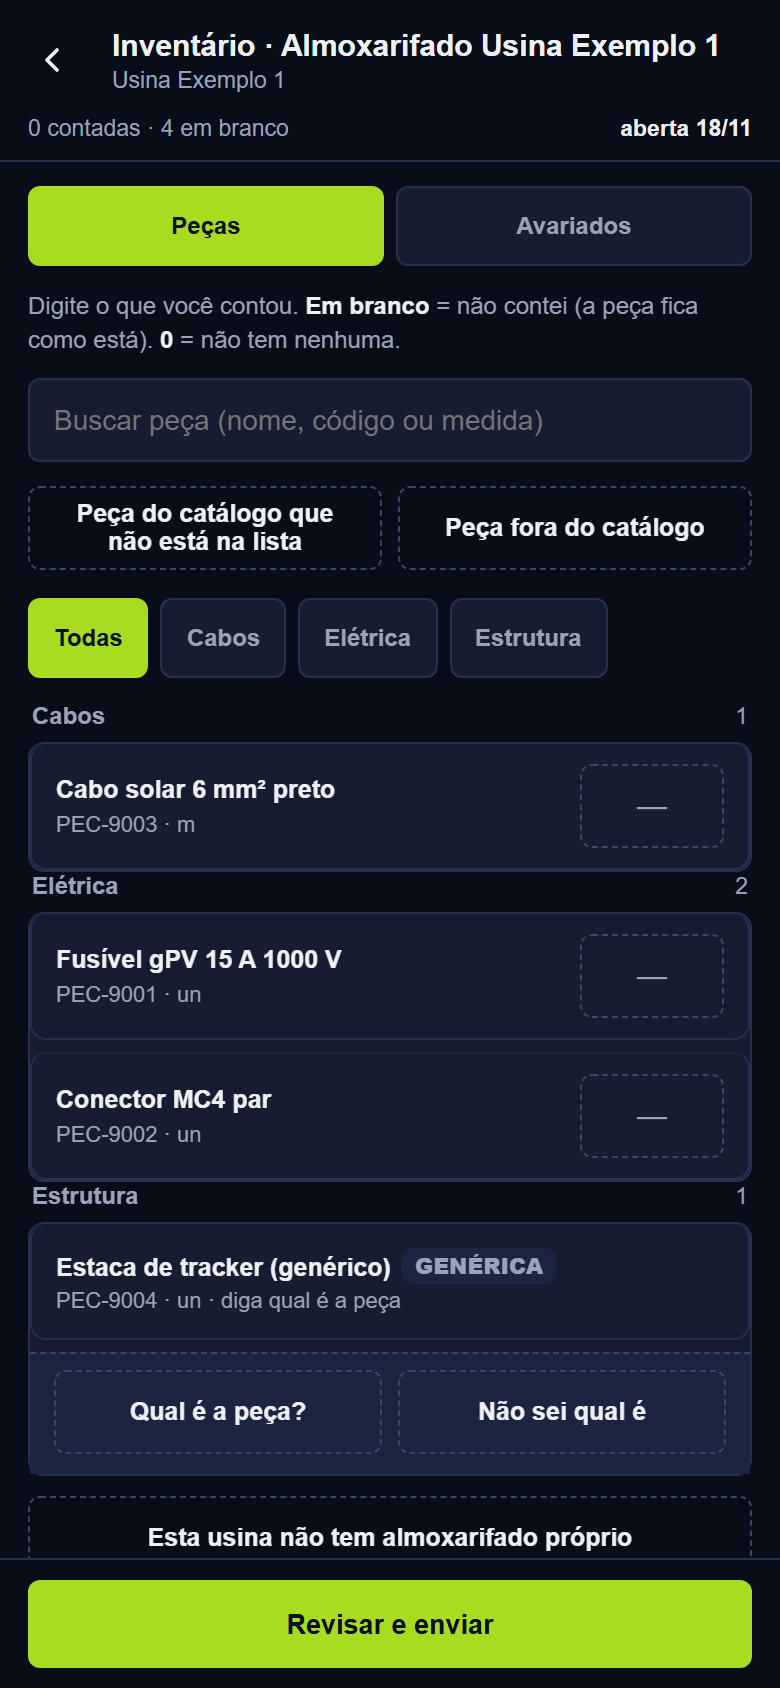 Inventário · Almoxarifado Usina Exemplo 1
Usina Exemplo 1
0 contadas · 4 em branco
aberta 18/11
Peças
Avariados
Digite o que você contou. Em branco = não contei (a peça fica
como está). 0 = não tem nenhuma.
Buscar peça (nome, código ou medida)
Peça do catálogo que
não está na lista
Peça fora do catálogo
Todas
Cabos
Elétrica
Estrutura
Cabos
1
Cabo solar 6 mm² preto
PEC-9003 · m
—
Elétrica
2
Fusível gPV 15 A 1000 V
PEC-9001 · un
—
Conector MC4 par
PEC-9002 · un
—
Estrutura
1
Estaca de tracker (genérico) GENÉRICA
PEC-9004 · un · diga qual é a peça
Qual é a peça?
Não sei qual é
Esta usina não tem almoxarifado próprio
Revisar e enviar